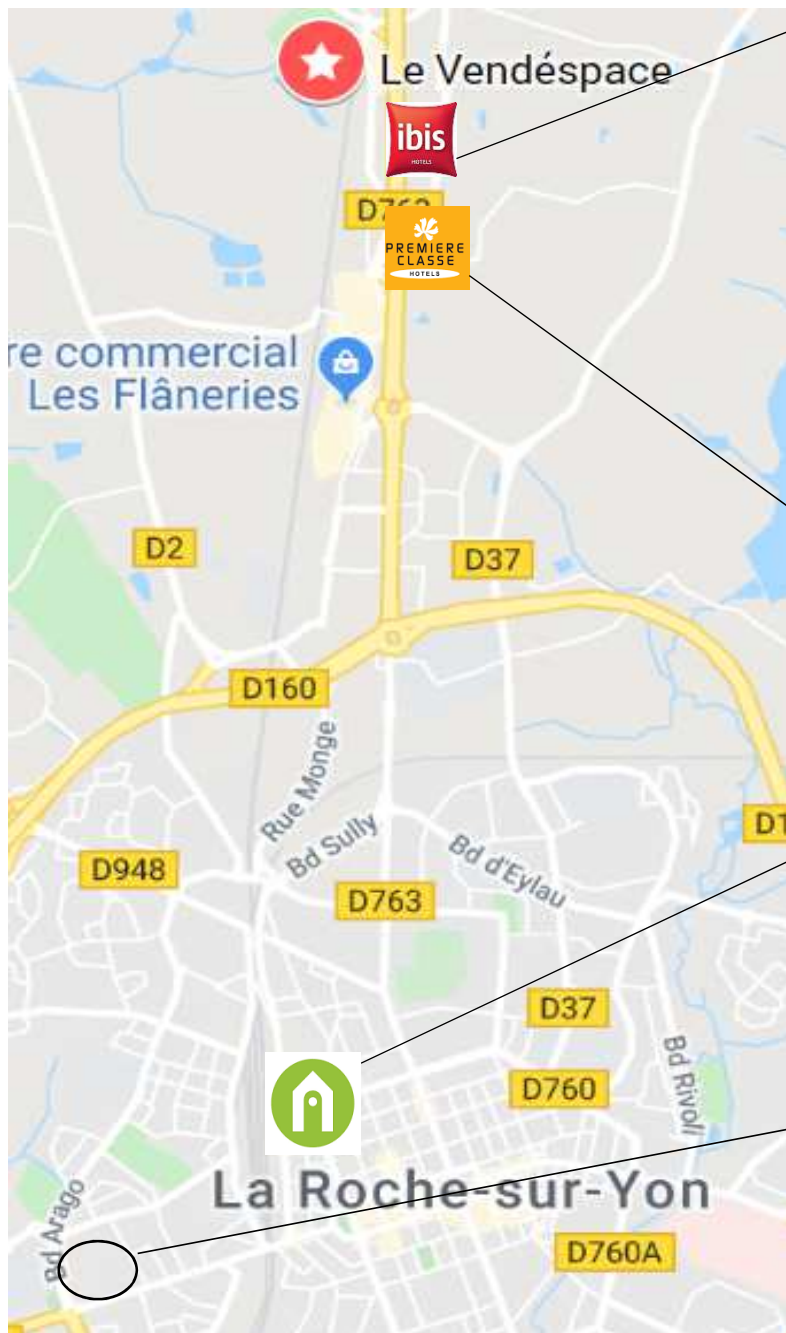 Le Vendéspace
ibis
HOTELS
PREMIERE
CLASSE
HOTELS
re commercial
Les Flâneries
D2
D37
D160
Rue Monge
Bd Sully
Bd d'Eylau
D1
D948
D763
D37
Bd Rivoli
D760
La Roche-sur-Yon
Bd Arago
D760A